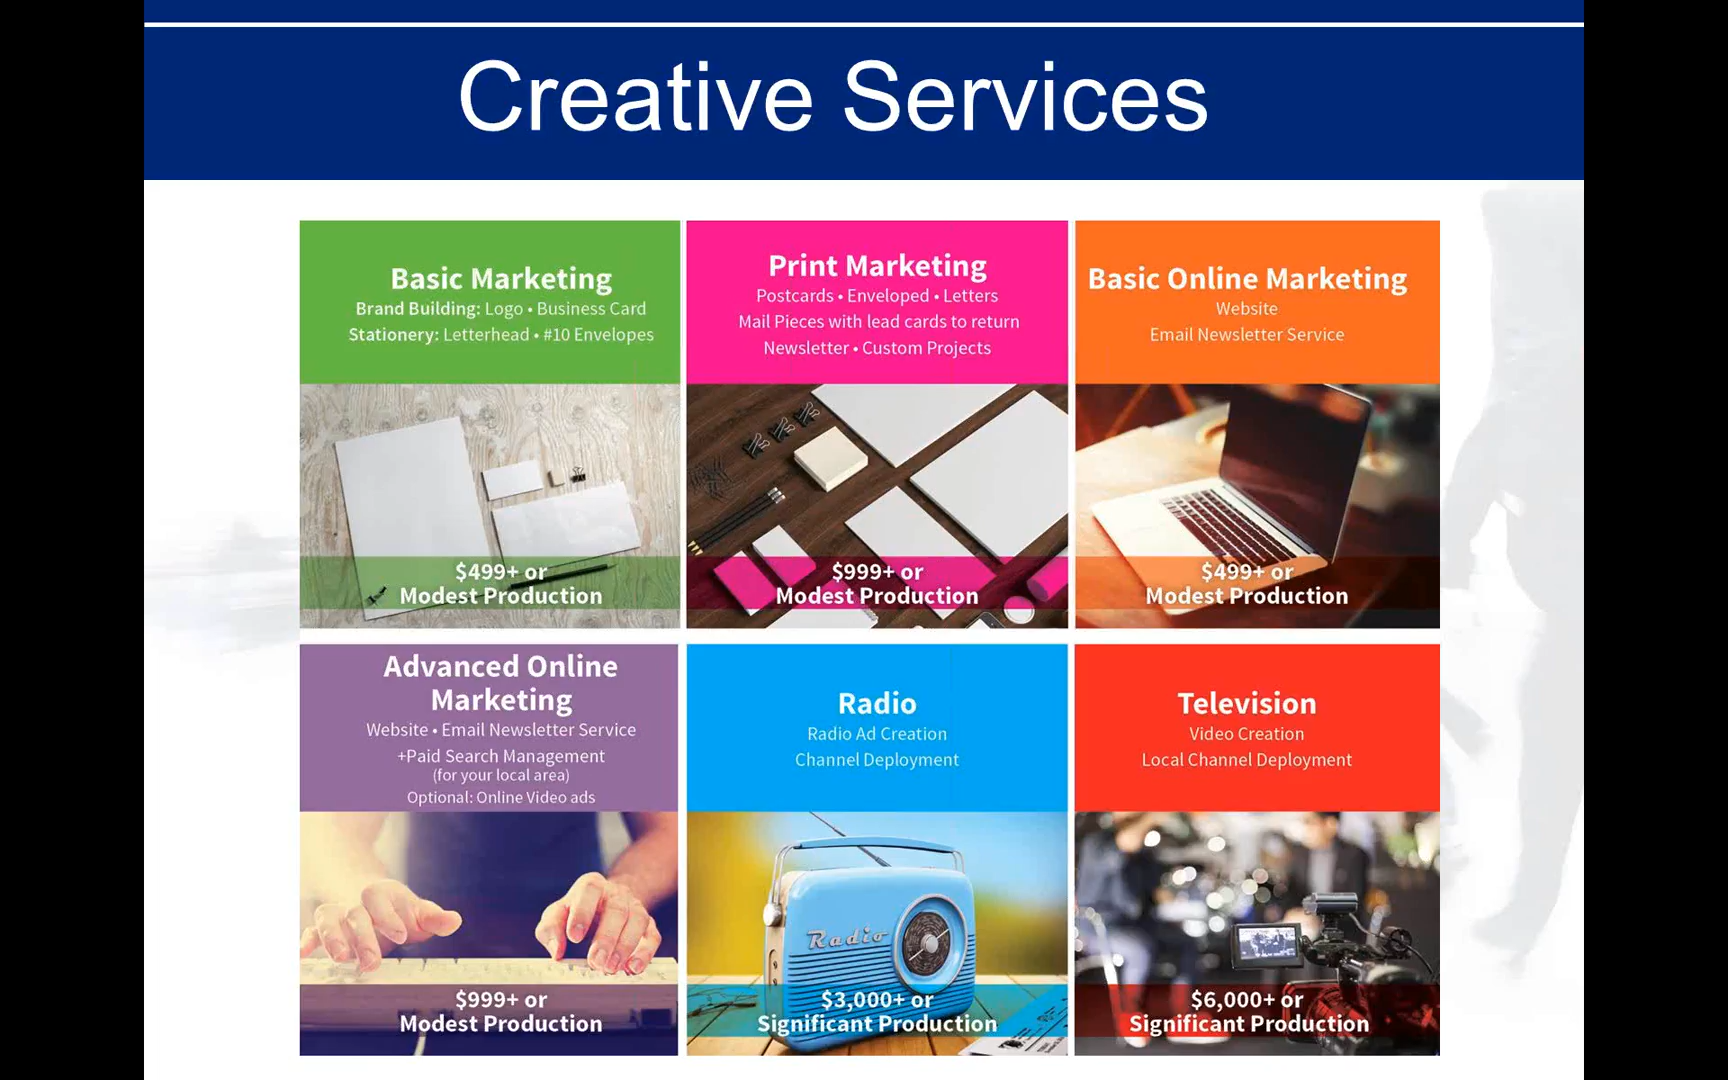 Creative Services
Basic Marketing
Brand Building: Logo • Business Card
Stationery: Letterhead • #10 Envelopes
$499+ or
Modest Production
Print Marketing
Postcards • Enveloped • Letters
Mail Pieces with lead cards to return
Newsletter • Custom Projects
$999+ or
Modest Production
Basic Online Marketing
Website
Email Newsletter Service
$499+ or
Modest Production
Advanced Online
Marketing
Website • Email Newsletter Service
+Paid Search Management
(for your local area)
Optional: Online Video ads
$999+ or
Modest Production
Radio
Radio Ad Creation
Channel Deployment
Radio
$3,000+ or
Significant Production
Television
Video Creation
Local Channel Deployment
$6,000+ or
Significant Production